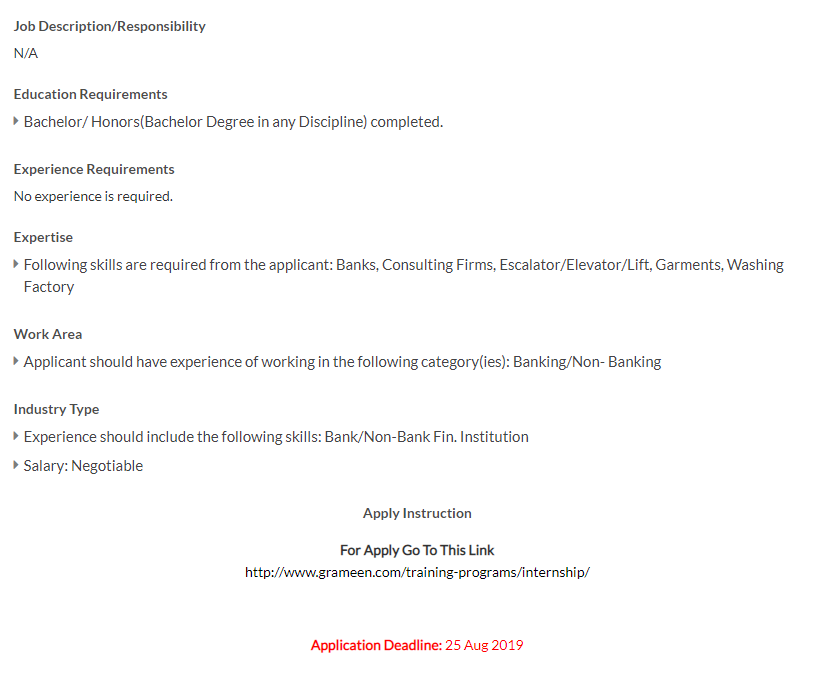 Job Description/Responsibility
N/A
Education Requirements
Bachelor/ Honors(Bachelor Degree in any Discipline) completed.
Experience Requirements
No experience is required.
Expertise
Following skills are required from the applicant: Banks, Consulting Firms, Escalator/Elevator/Lift, Garments, Washing
Factory
Work Area
Applicant should have experience of working in the following category(ies): Banking/Non- Banking
Industry Type
Experience should include the following skills: Bank/Non-Bank Fin. Institution
Salary: Negotiable
Apply Instruction
For Apply Go To This Link
http://www.grameen.com/training-programs/internship/
Application Deadline: 25 Aug 2019